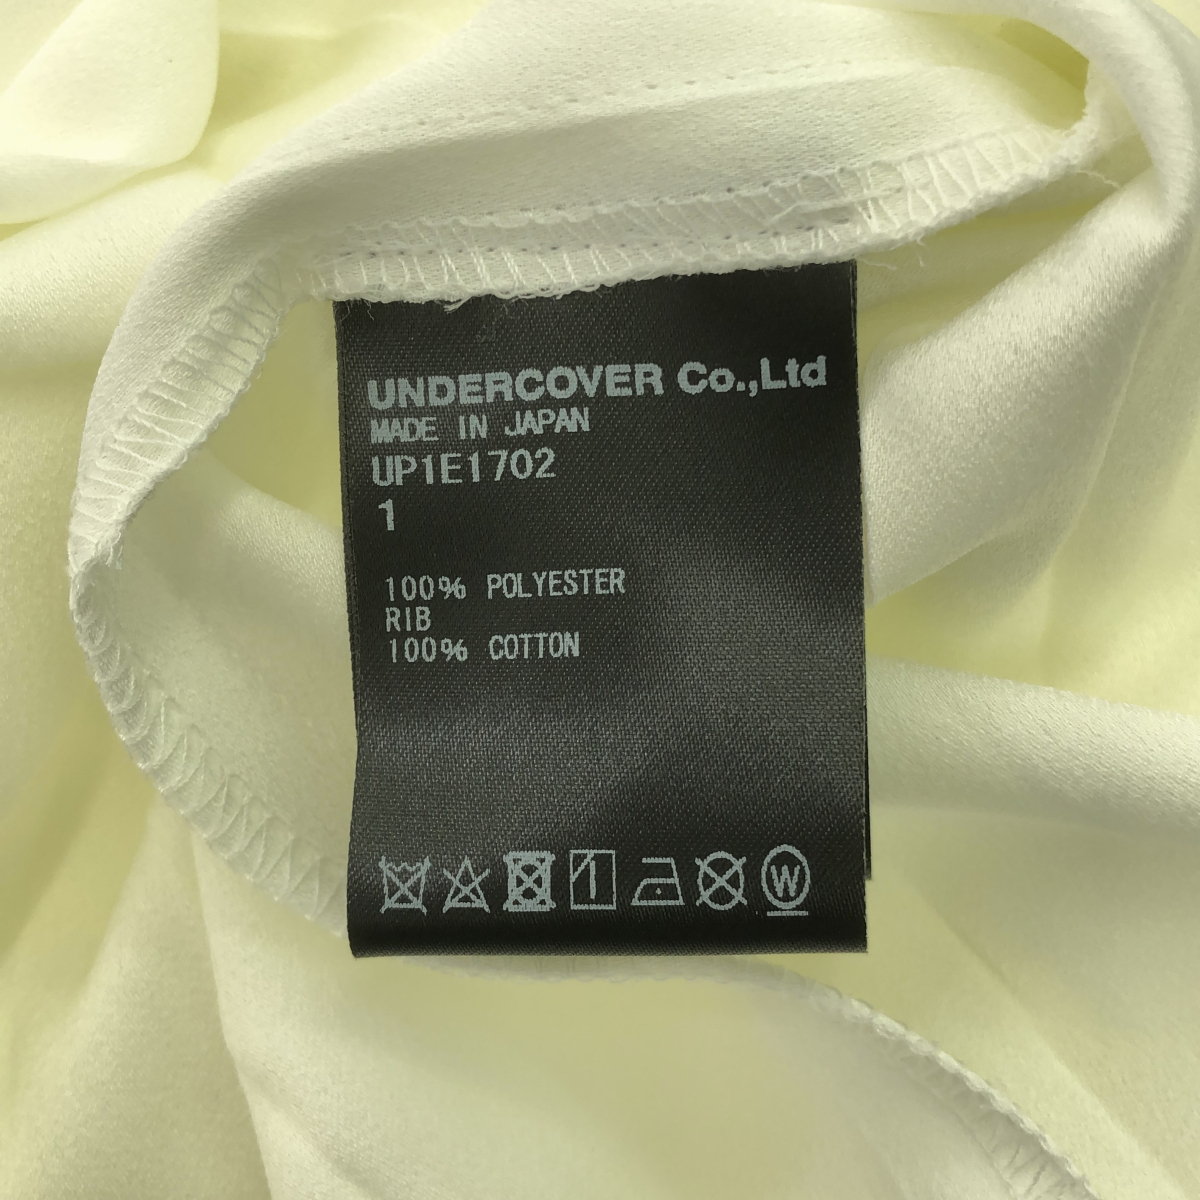 UNDERCOVER Co.,Ltd
MADE IN JAPAN
UP1E1702
1
100% POLYESTER
RIB
100% COTTON
W